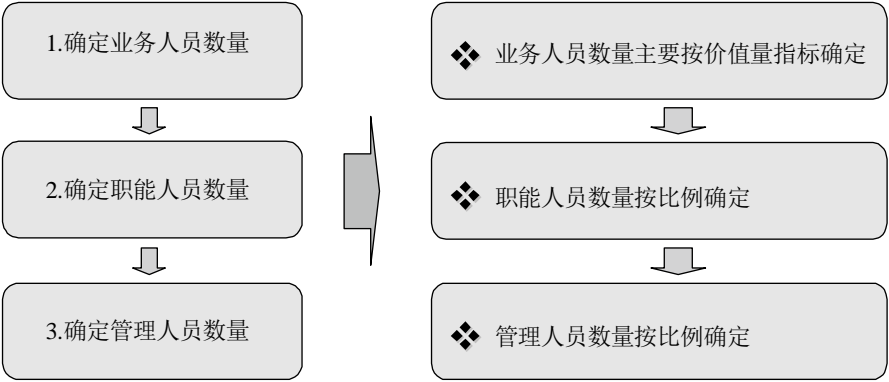 1.确定业务人员数量
2.确定职能人员数量
3.确定管理人员数量
❖ 业务人员数量主要按价值量指标确定
❖ 职能人员数量按比例确定
❖ 管理人员数量按比例确定